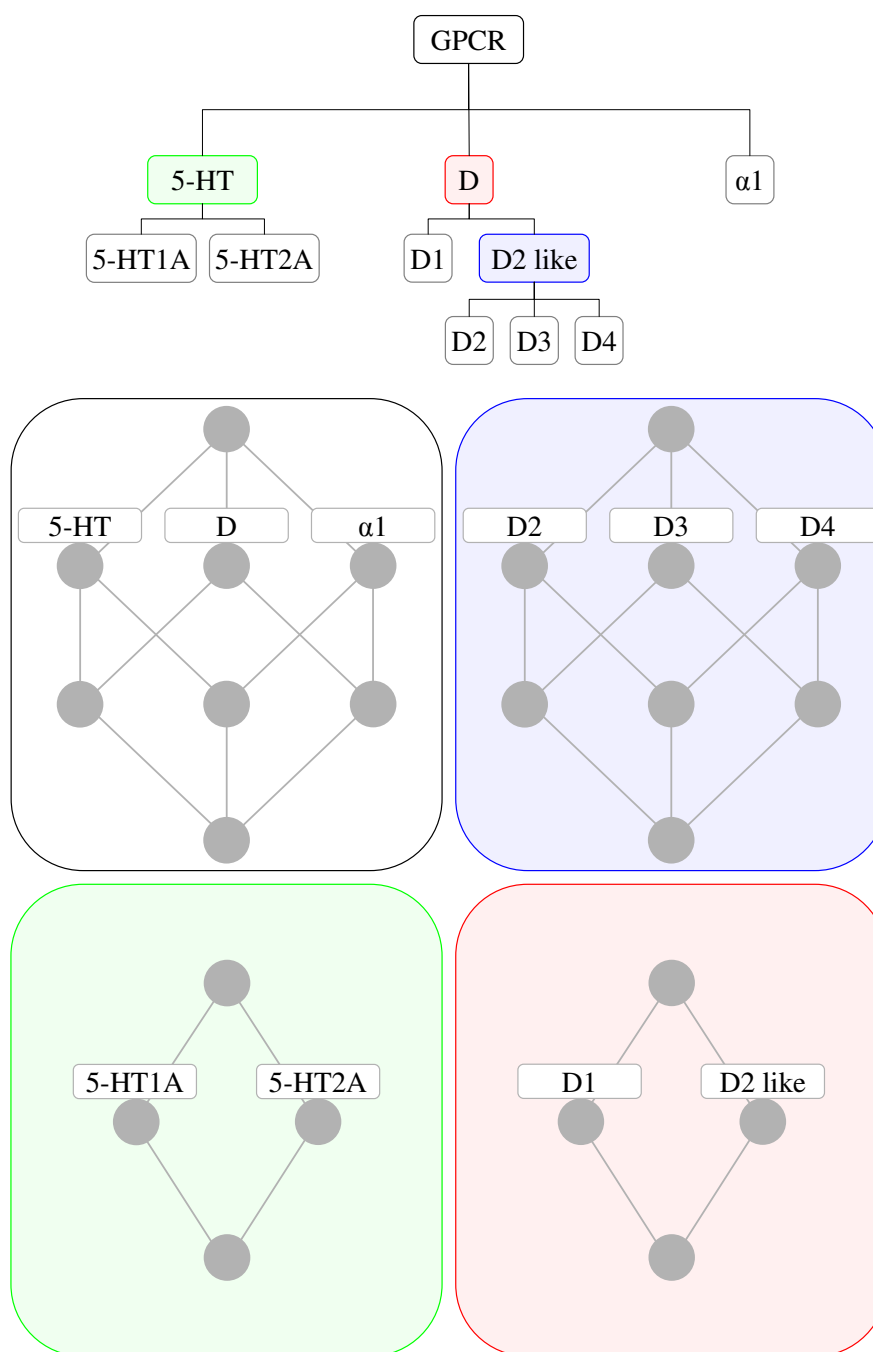 GPCR
5-HT D α1
5-HT1A 5-HT2A D1 D2 like
D2 D3 D4
5-HT D α1
D2 D3 D4
5-HT1A 5-HT2A
D1 D2 like